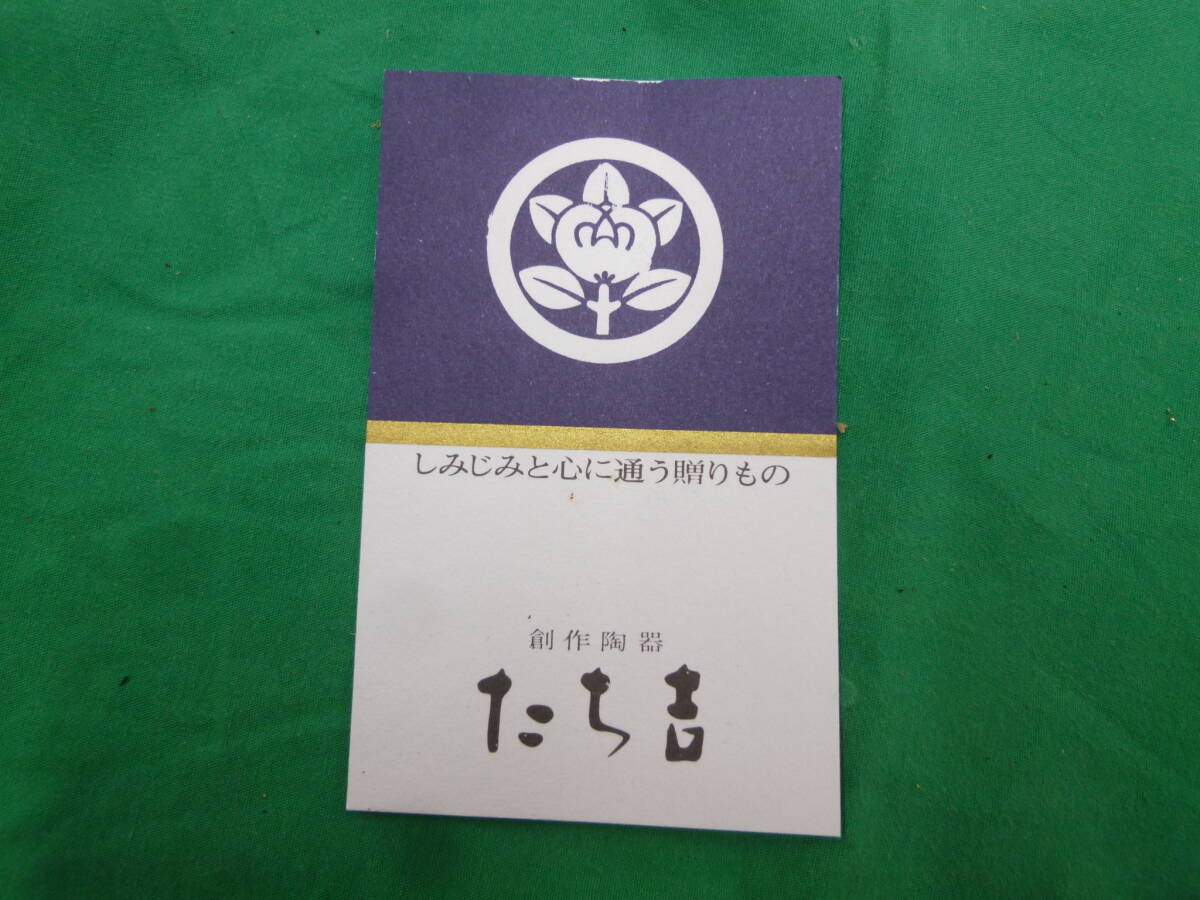 しみじみと心に通う贈りもの
創作陶器
たち吉